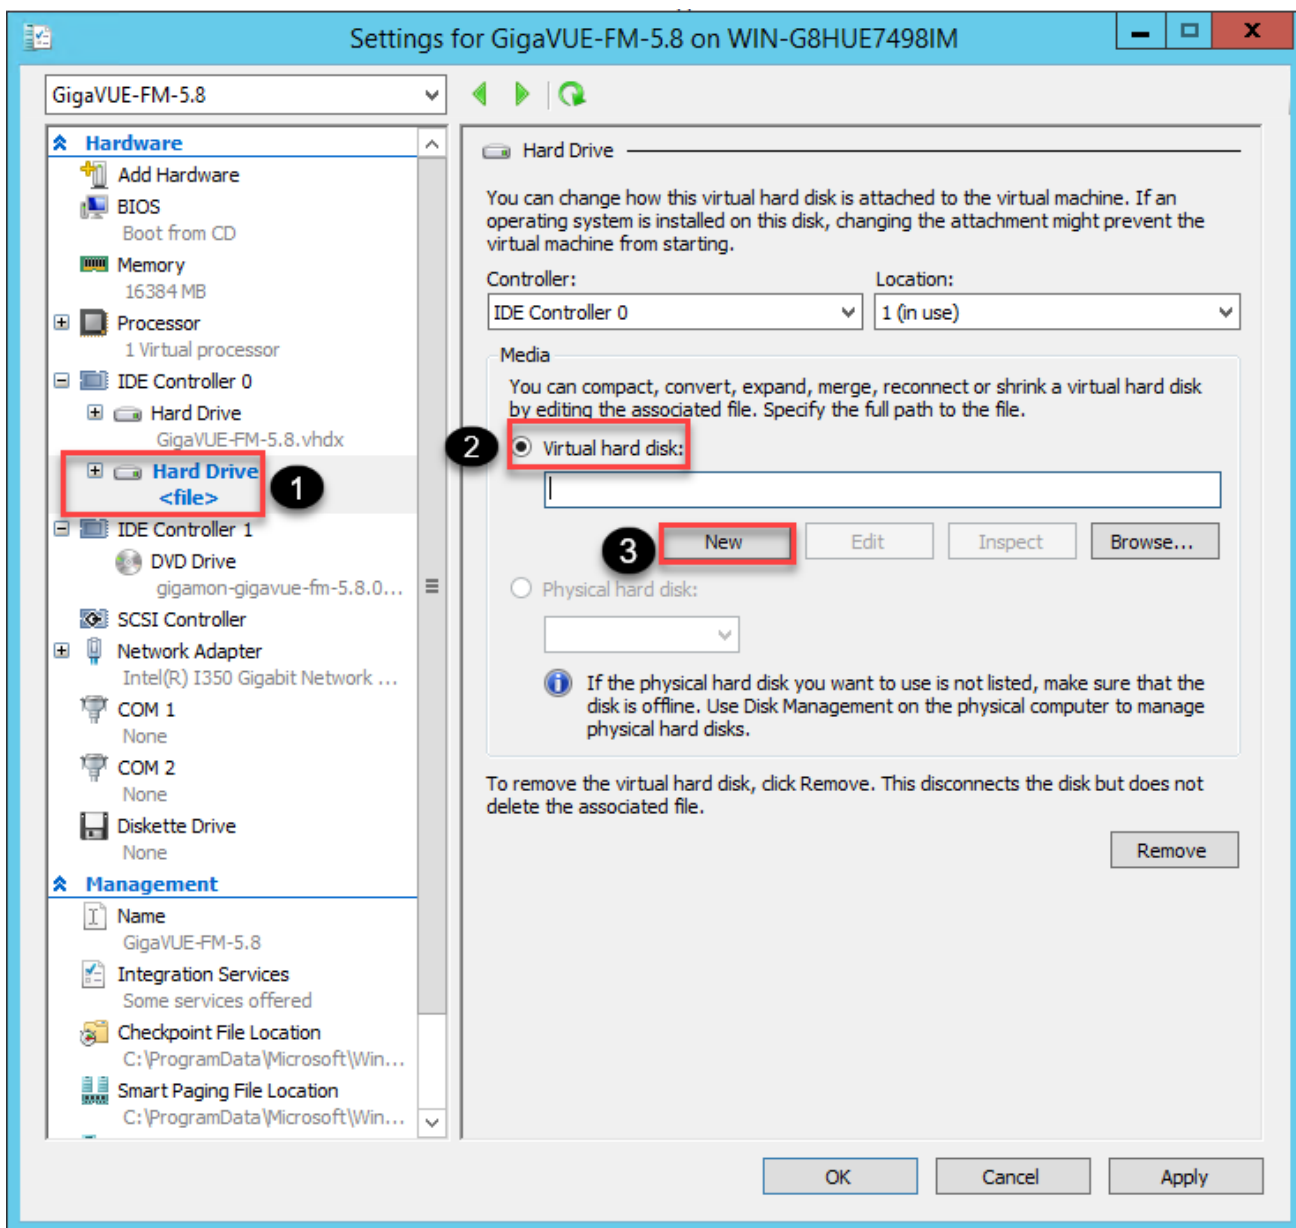 Settings for GigaVUE-FM-5.8 on WIN-G8HUE7498IM
GigaVUE-FM-5.8
Hardware
Add Hardware
BIOS
Boot from CD
Memory
16384 MB
Processor
1 Virtual processor
IDE Controller 0
Hard Drive
GigaVUE-FM-5.8.vhdx
Hard Drive
<file>
1
IDE Controller 1
DVD Drive
gigamon-gigavue-fm-5.8.0...
SCSI Controller
Network Adapter
Intel(R) I350 Gigabit Network ...
COM 1
None
COM 2
None
Diskette Drive
None
Management
Name
GigaVUE-FM-5.8
Integration Services
Some services offered
Checkpoint File Location
C:\ProgramData\Microsoft\Win...
Smart Paging File Location
C:\ProgramData\Microsoft\Win...
Hard Drive
You can change how this virtual hard disk is attached to the virtual machine. If an
operating system is installed on this disk, changing the attachment might prevent the
virtual machine from starting.
Controller:
Location:
IDE Controller 0
1 (in use)
Media
You can compact, convert, expand, merge, reconnect or shrink a virtual hard disk
by editing the associated file. Specify the full path to the file.
2
Virtual hard disk:
3
New
Edit
Inspect
Browse...
Physical hard disk:
If the physical hard disk you want to use is not listed, make sure that the
disk is offline. Use Disk Management on the physical computer to manage
physical hard disks.
To remove the virtual hard disk, click Remove. This disconnects the disk but does not
delete the associated file.
Remove
OK
Cancel
Apply